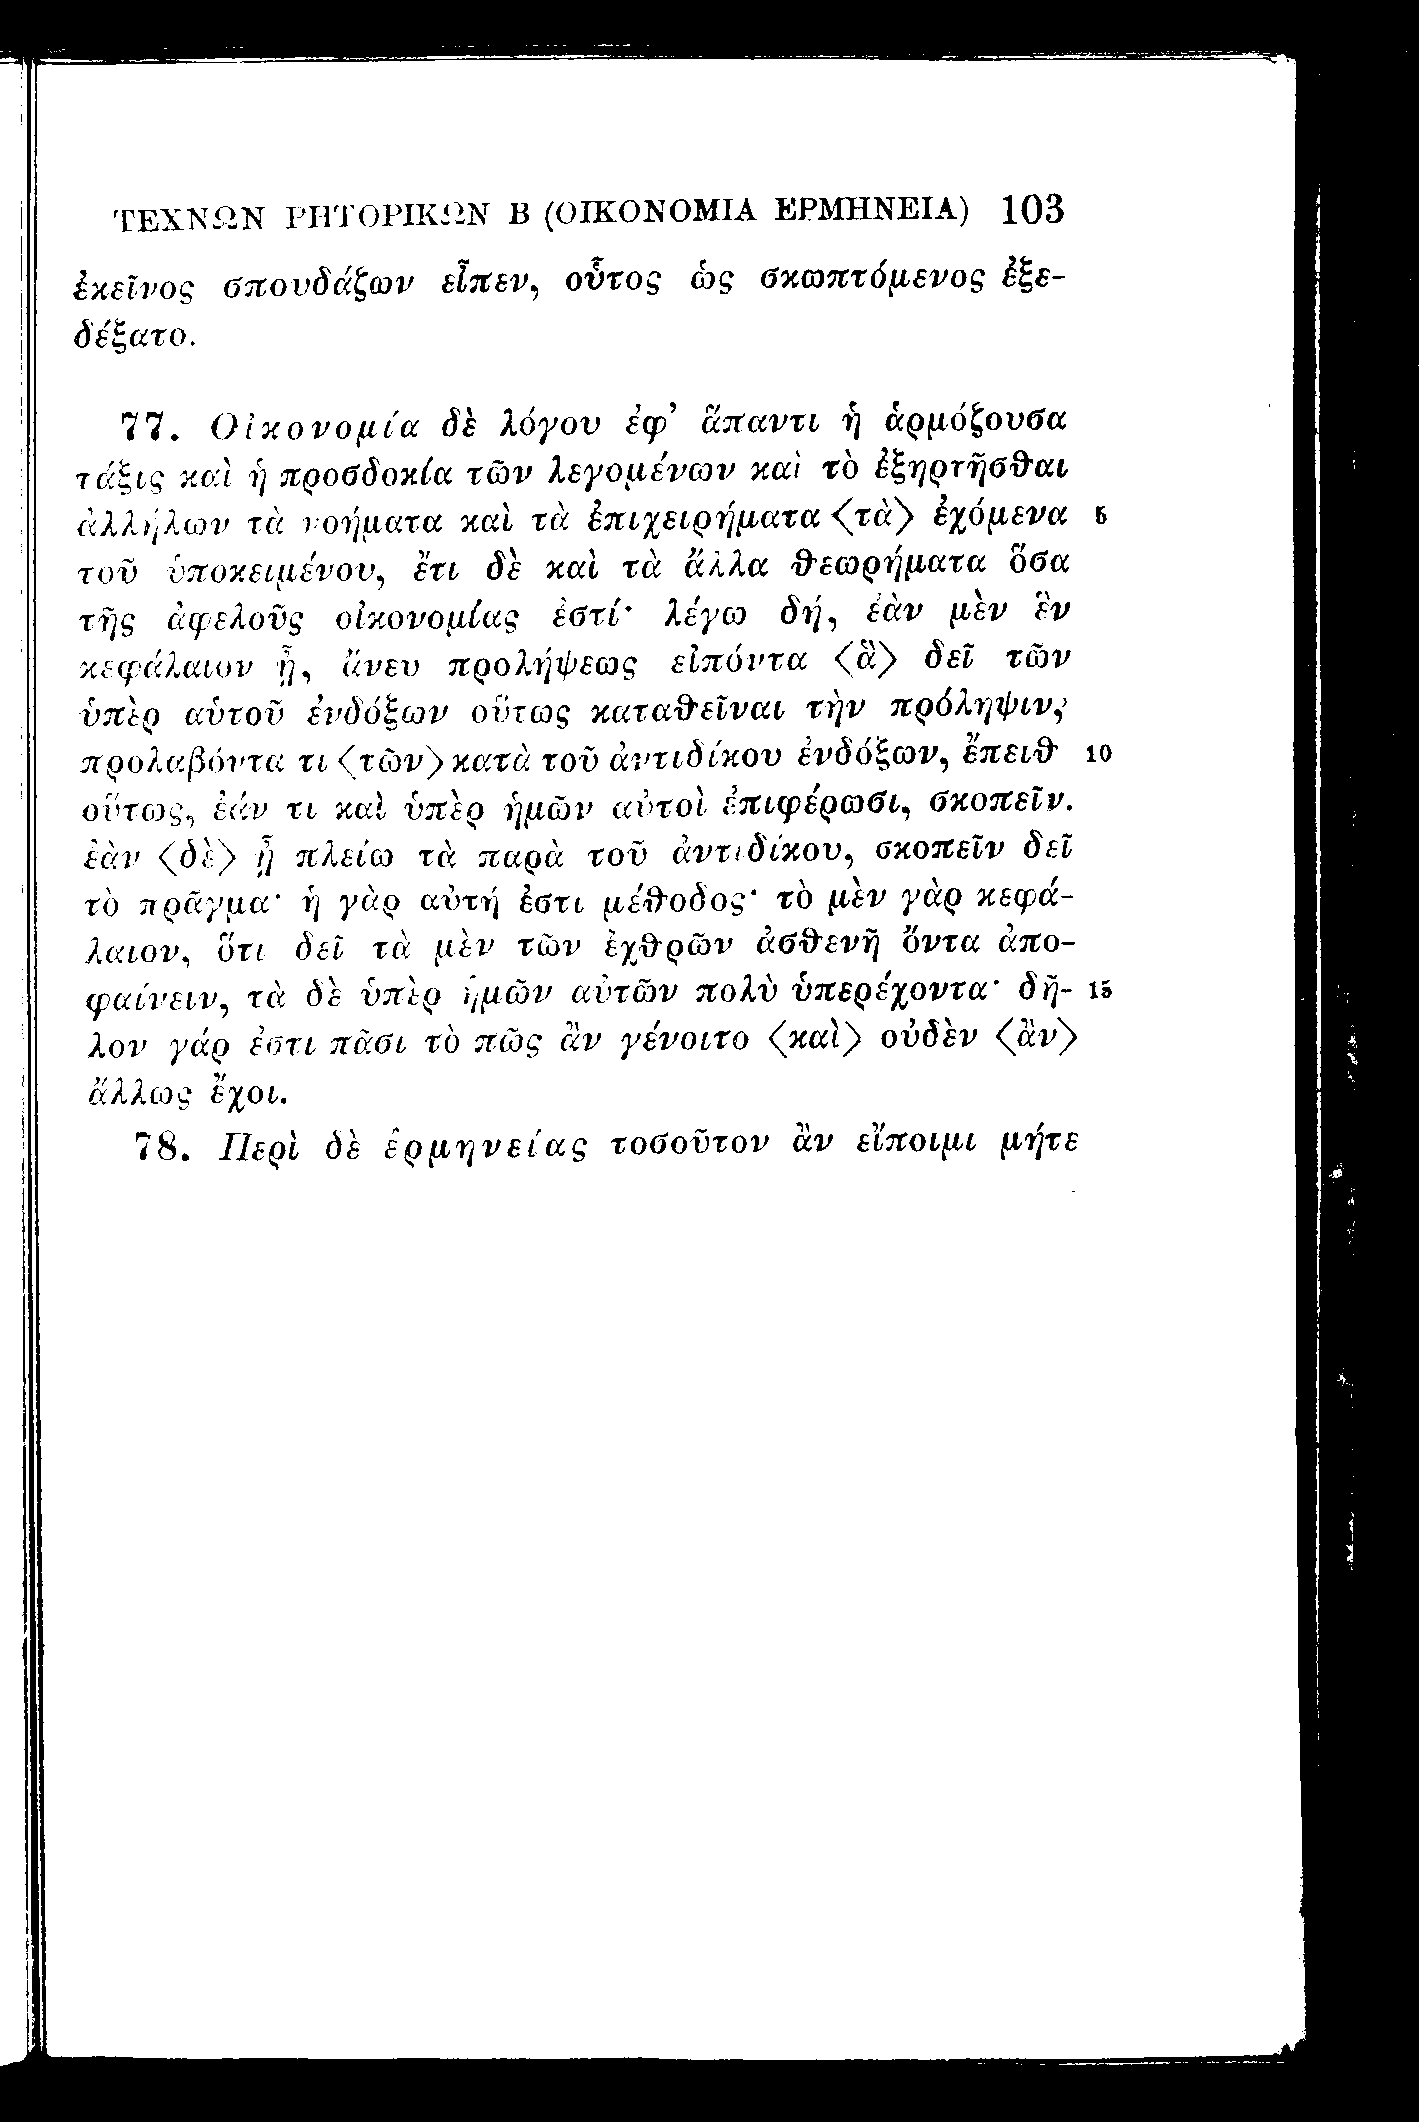 ΤΕΧΝΩΝ ΡΗΤΟΡΙΚΩΝ Β (ΟΙΚΟΝΟΜΙΑ ΕΡΜΗΝΕΙΑ) 103
ἐκεῖνος σπουδάζων εἶπεν, οὗτος ὡς σκωπτόμενος ἐξε-
δέξατο.
77. Οἰκονομία δὲ λόγου ἐφ’ ἅπαντι ἡ ἁρμόζουσα
τάξις καὶ ἡ προσδοκία τῶν λεγομένων καὶ τὸ ἐξηρτῆσθαι
ἀλλήλων τὰ νοήματα καὶ τὰ ἐπιχειρήματα 〈τὰ〉 ἐχόμενα 5
τοῦ ὑποκειμένου, ἔτι δὲ καὶ τὰ ἄλλα θεωρήματα ὅσα
τῆς ἀφελοῦς οἰκονομίας ἐστί· λέγω δή, ἐὰν μὲν ἓν
κεφάλαιον ᾖ, ἄνευ προλήψεως εἰπόντα 〈ἃ〉 δεῖ τῶν
ὑπὲρ αὑτοῦ ἐνδόξων οὕτως καταθεῖναι τὴν πρόληψιν,
προλαβόντα τι 〈τῶν〉 κατὰ τοῦ ἀντιδίκου ἐνδόξων, ἔπειθ’ 10
οὕτως, ἐάν τι καὶ ὑπὲρ ἡμῶν αὐτοὶ ἐπιφέρωσι, σκοπεῖν.
ἐὰν 〈δὲ〉 ᾖ πλείω τὰ παρὰ τοῦ ἀντιδίκου, σκοπεῖν δεῖ
τὸ πρᾶγμα· ἡ γὰρ αὐτή ἐστι μέθοδος· τὸ μὲν γὰρ κεφά-
λαιον, ὅτι δεῖ τὰ μὲν τῶν ἐχθρῶν ἀσθενῆ ὄντα ἀπο-
φαίνειν, τὰ δὲ ὑπὲρ ἡμῶν αὐτῶν πολὺ ὑπερέχοντα· δῆ- 15
λον γάρ ἐστι πᾶσι τὸ πῶς ἂν γένοιτο 〈καὶ〉 οὐδὲν 〈ἂν〉
ἄλλως ἔχοι.
78. Περὶ δὲ ἑρμηνείας τοσοῦτον ἂν εἴποιμι μήτε